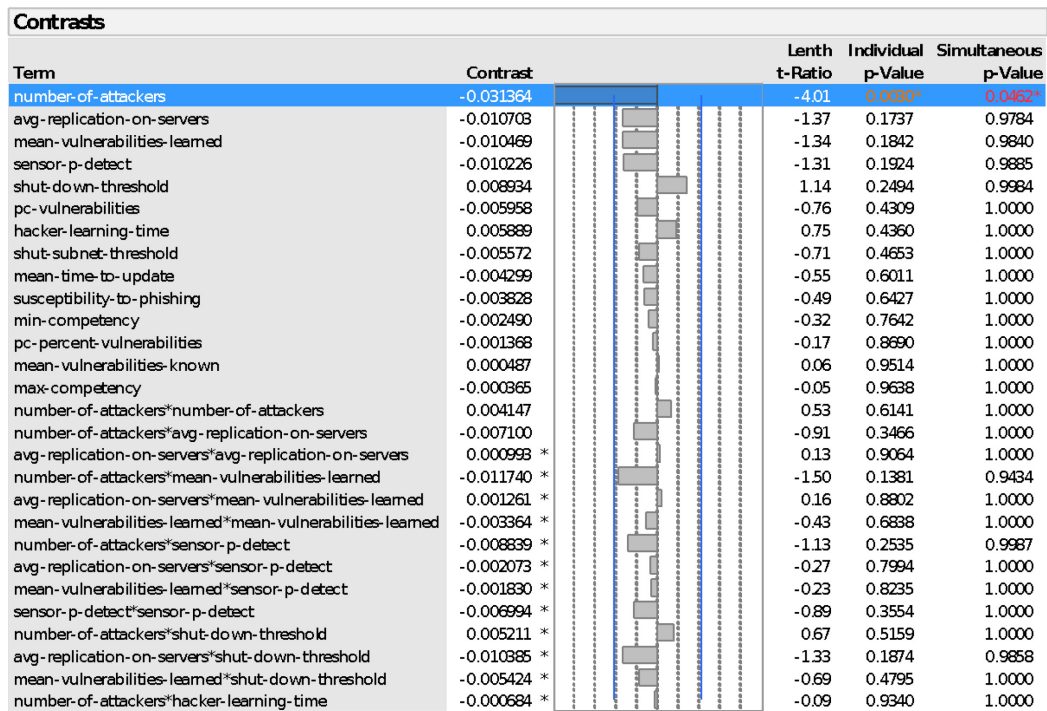 Contrasts
Lenth Individual Simultaneous
Term Contrast t-Ratio p-Value p-Value
number-of-attackers -0.031364 -4.01 0.0020* 0.0462*
avg-replication-on-servers -0.010703 -1.37 0.1737 0.9784
mean-vulnerabilities-learned -0.010469 -1.34 0.1842 0.9840
sensor-p-detect -0.010226 -1.31 0.1924 0.9885
shut-down-threshold 0.008934 1.14 0.2494 0.9984
pc-vulnerabilities -0.005958 -0.76 0.4309 1.0000
hacker-learning-time 0.005889 0.75 0.4360 1.0000
shut-subnet-threshold -0.005572 -0.71 0.4653 1.0000
mean-time-to-update -0.004299 -0.55 0.6011 1.0000
susceptibility-to-phishing -0.003828 -0.49 0.6427 1.0000
min-competency -0.002490 -0.32 0.7642 1.0000
pc-percent-vulnerabilities -0.001368 -0.17 0.8690 1.0000
mean-vulnerabilities-known 0.000487 0.06 0.9514 1.0000
max-competency -0.000365 -0.05 0.9638 1.0000
number-of-attackers*number-of-attackers 0.004147 0.53 0.6141 1.0000
number-of-attackers*avg-replication-on-servers -0.007100 -0.91 0.3466 1.0000
avg-replication-on-servers*avg-replication-on-servers 0.000993 * 0.13 0.9064 1.0000
number-of-attackers*mean-vulnerabilities-learned -0.011740 * -1.50 0.1381 0.9434
avg-replication-on-servers*mean-vulnerabilities-learned 0.001261 * 0.16 0.8802 1.0000
mean-vulnerabilities-learned*mean-vulnerabilities-learned -0.003364 * -0.43 0.6838 1.0000
number-of-attackers*sensor-p-detect -0.008839 * -1.13 0.2535 0.9987
avg-replication-on-servers*sensor-p-detect -0.002073 * -0.27 0.7994 1.0000
mean-vulnerabilities-learned*sensor-p-detect -0.001830 * -0.23 0.8235 1.0000
sensor-p-detect*sensor-p-detect -0.006994 * -0.89 0.3554 1.0000
number-of-attackers*shut-down-threshold 0.005211 * 0.67 0.5159 1.0000
avg-replication-on-servers*shut-down-threshold -0.010385 * -1.33 0.1874 0.9858
mean-vulnerabilities-learned*shut-down-threshold -0.005424 * -0.69 0.4795 1.0000
number-of-attackers*hacker-learning-time -0.000684 * -0.09 0.9340 1.0000